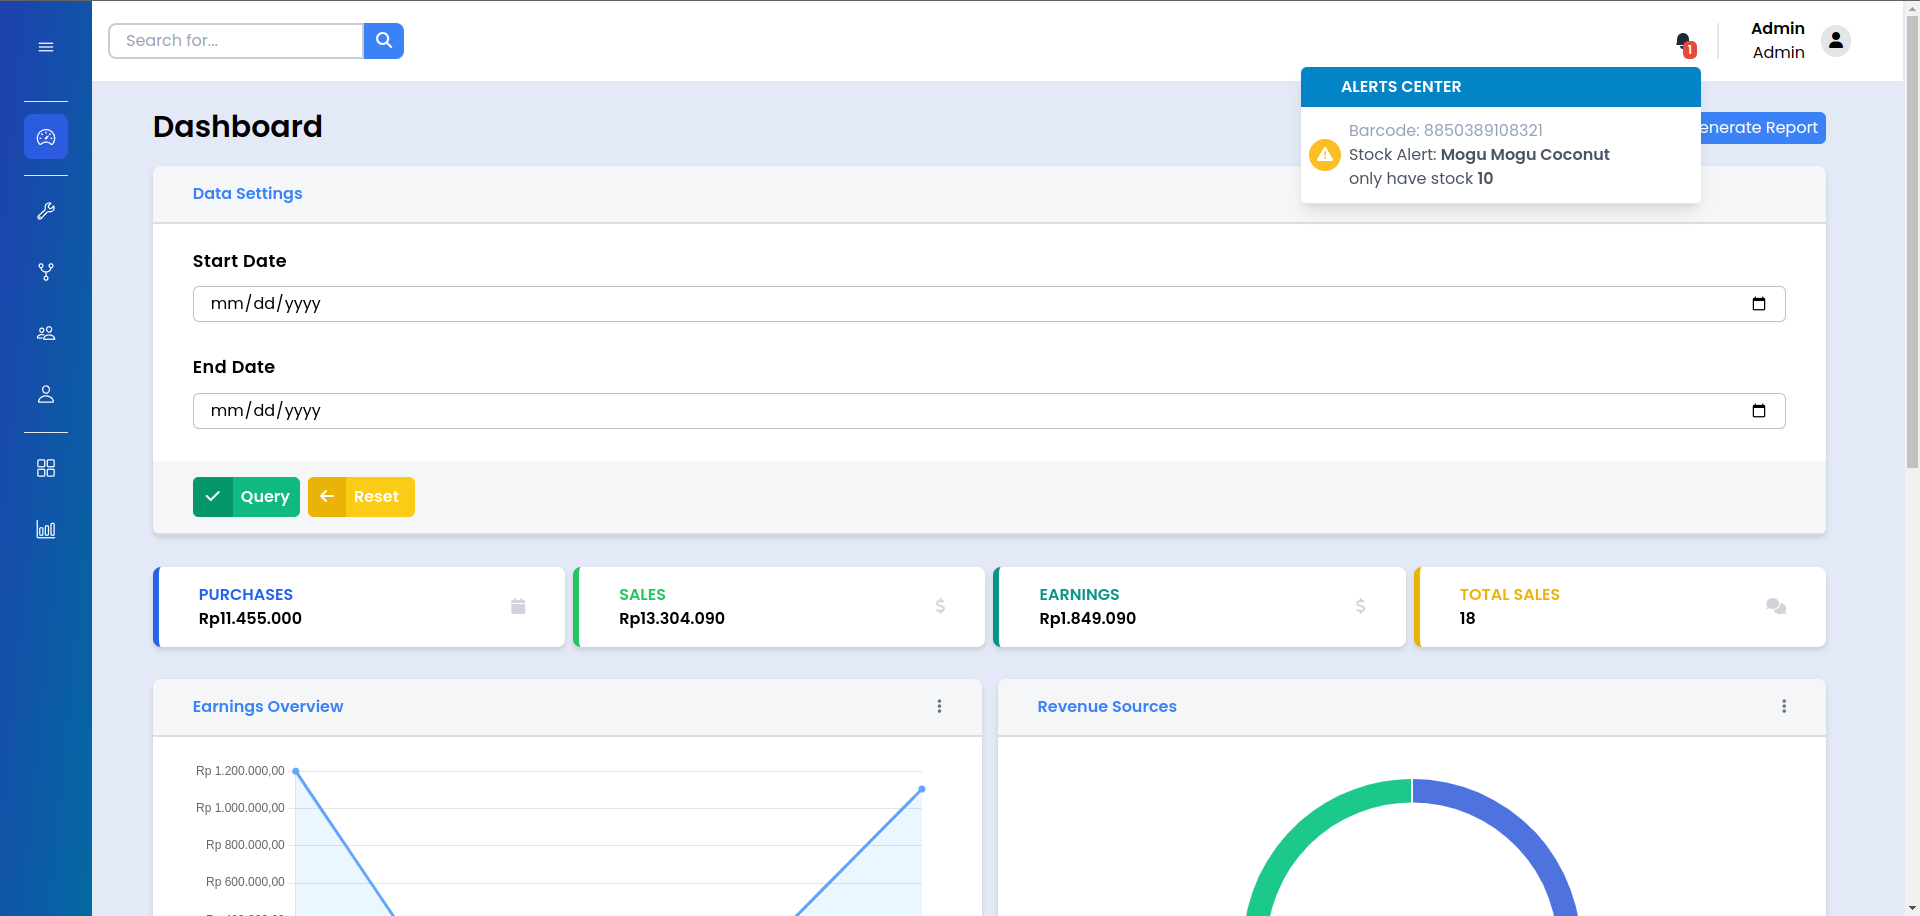 Search for...
1
Admin
Admin
ALERTS CENTER
Barcode: 8850389108321
Stock Alert: Mogu Mogu Coconut
only have stock 10
Dashboard
Report
Data Settings
Start Date
mm/dd/yyyy
End Date
mm/dd/yyyy
Query
Reset
PURCHASES
Rp11.455.000
SALES
Rp13.304.090
EARNINGS
Rp1.849.090
TOTAL SALES
18
Earnings Overview
Rp 1.200.000,00
Rp 1.000.000,00
Rp 800.000,00
Rp 600.000,00
Revenue Sources